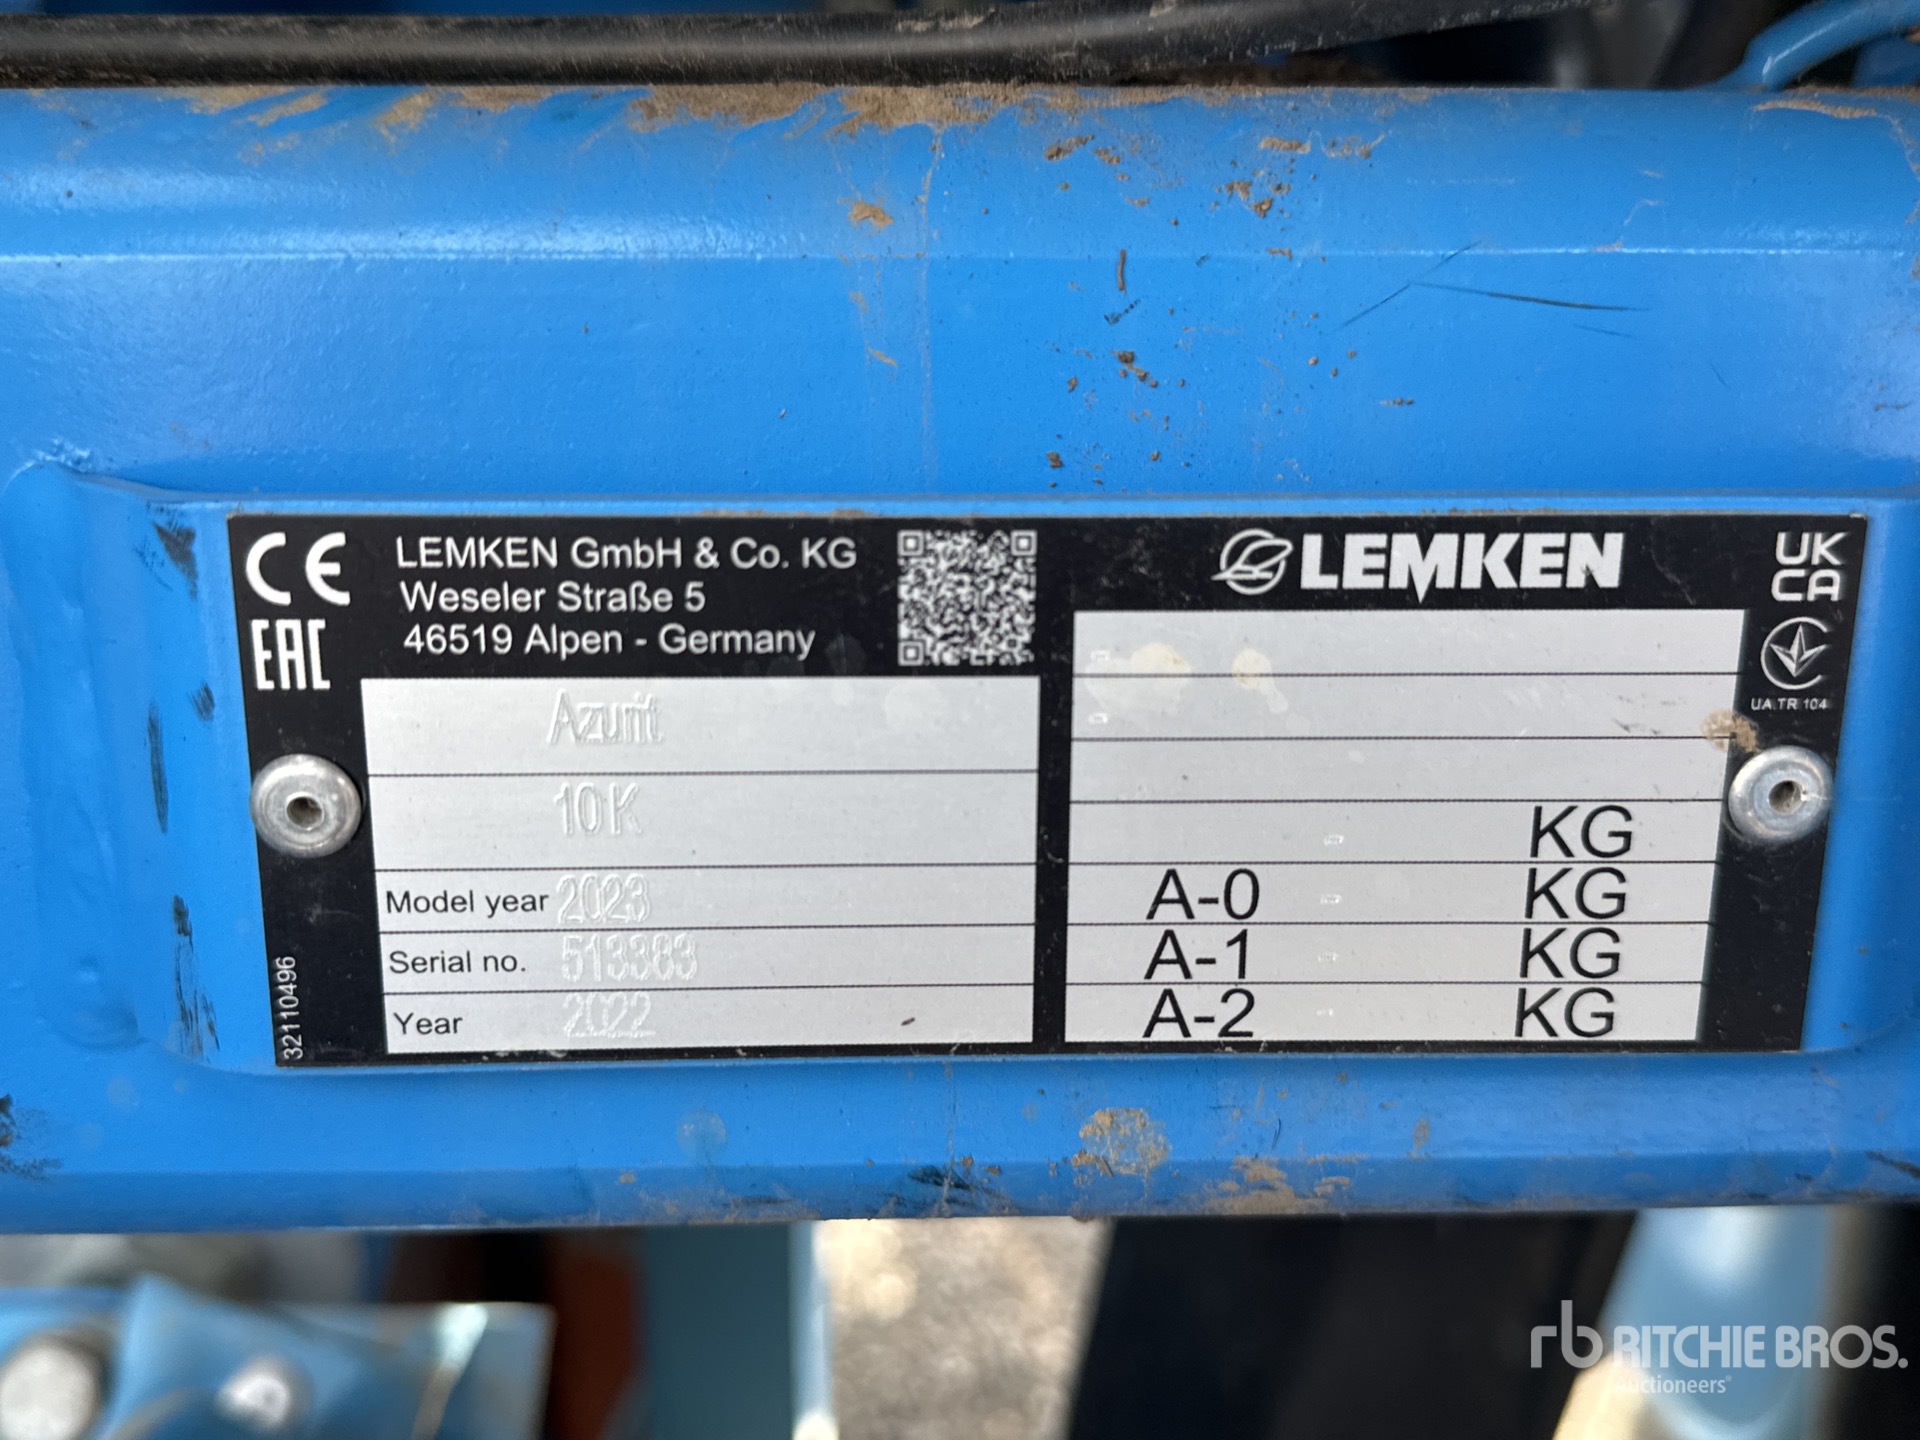 CE
EAC
LEMKEN GmbH & Co. KG
Weseler Straße 5
46519 Alpen - Germany
Azurit
10K
Model year 2023
Serial no. 513383
Year 2022
32110496
LEMKEN
UK
CA
UA.TR 104
-
-
- KG
A-0 - KG
A-1 - KG
A-2 - KG
rb RITCHIE BROS.
Auctioneers